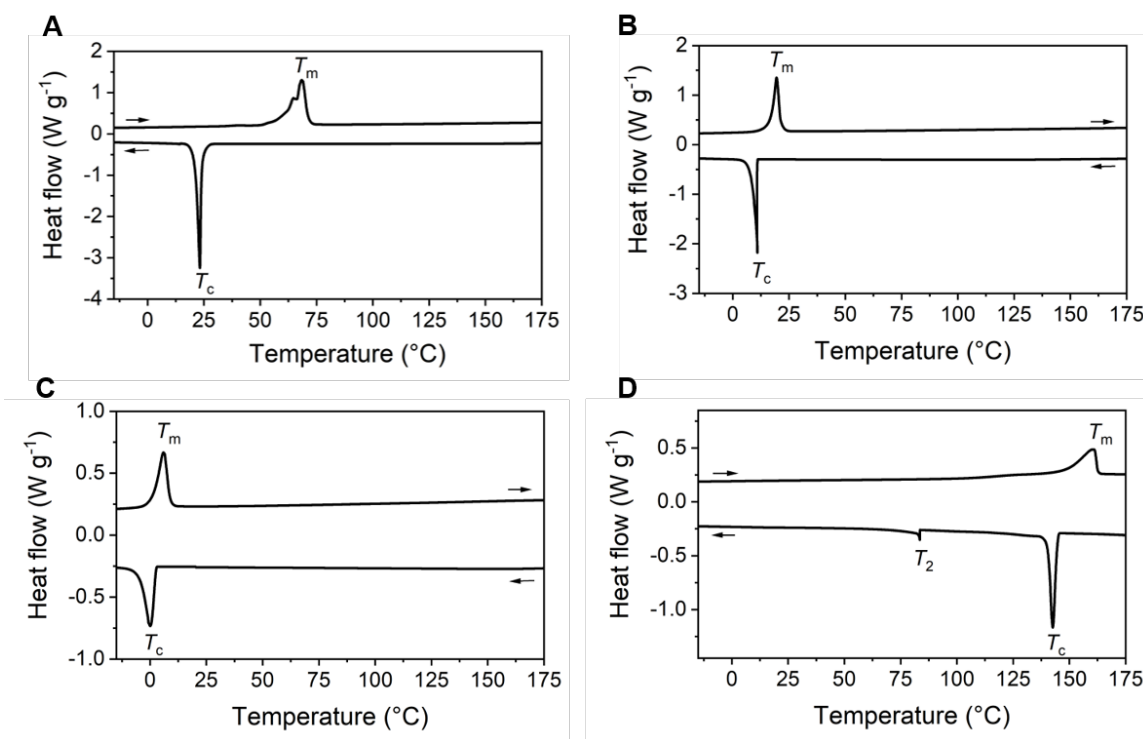 A
2
1
0
-1
-2
-3
-4
Heat flow (W g⁻¹)
Tm
Tc
0 25 50 75 100 125 150 175
Temperature (°C)
B
2
1
0
-1
-2
-3
Heat flow (W g⁻¹)
Tm
Tc
0 25 50 75 100 125 150 175
Temperature (°C)
C
1.0
0.5
0.0
-0.5
-1.0
Heat flow (W g⁻¹)
Tm
Tc
0 25 50 75 100 125 150 175
Temperature (°C)
D
0.5
0.0
-0.5
-1.0
Heat flow (W g⁻¹)
Tm
T2
Tc
0 25 50 75 100 125 150 175
Temperature (°C)